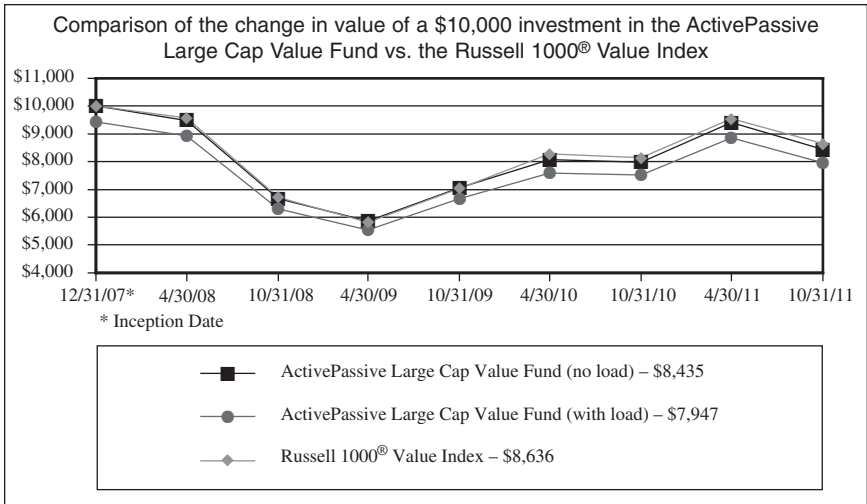 Comparison of the change in value of a $10,000 investment in the ActivePassive
Large Cap Value Fund vs. the Russell 1000® Value Index
$11,000
$10,000
$9,000
$8,000
$7,000
$6,000
$5,000
$4,000
12/31/07* 4/30/08 10/31/08 4/30/09 10/31/09 4/30/10 10/31/10 4/30/11 10/31/11
* Inception Date
ActivePassive Large Cap Value Fund (no load) – $8,435
ActivePassive Large Cap Value Fund (with load) – $7,947
Russell 1000® Value Index – $8,636